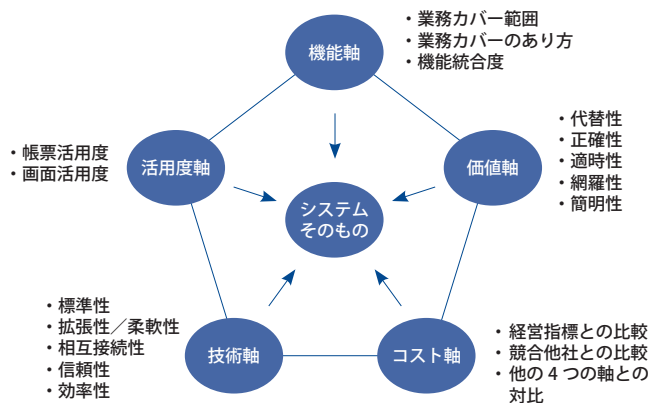 機能軸
・業務カバー範囲
・業務カバーのあり方
・機能統合度
価値軸
・代替性
・正確性
・適時性
・網羅性
・簡明性
・帳票活用度
・画面活用度
活用度軸
システム
そのもの
・標準性
・拡張性／柔軟性
・相互接続性
・信頼性
・効率性
技術軸
コスト軸
・経営指標との比較
・競合他社との比較
・他の4つの軸との
対比